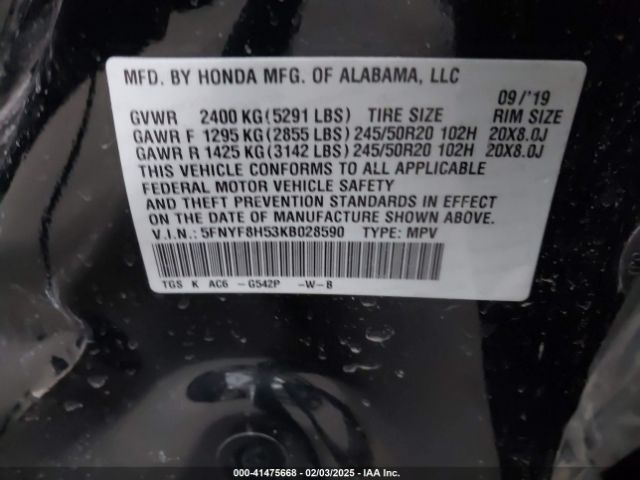 MFD. BY HONDA MFG. OF ALABAMA, LLC
09/'19
GVWR 2400 KG(5291 LBS) TIRE SIZE RIM SIZE
GAWR F 1295 KG(2855 LBS) 245/50R20 102H 20X8.0J
GAWR R 1425 KG(3142 LBS) 245/50R20 102H 20X8.0J
THIS VEHICLE CONFORMS TO ALL APPLICABLE
FEDERAL MOTOR VEHICLE SAFETY
AND THEFT PREVENTION STANDARDS IN EFFECT
ON THE DATE OF MANUFACTURE SHOWN ABOVE.
V.I.N.: 5FNYF8H53KB028590 TYPE: MPV
TGS K AC6 -G542P -W-B
000-41475668 - 02/03/2025 - IAA Inc.